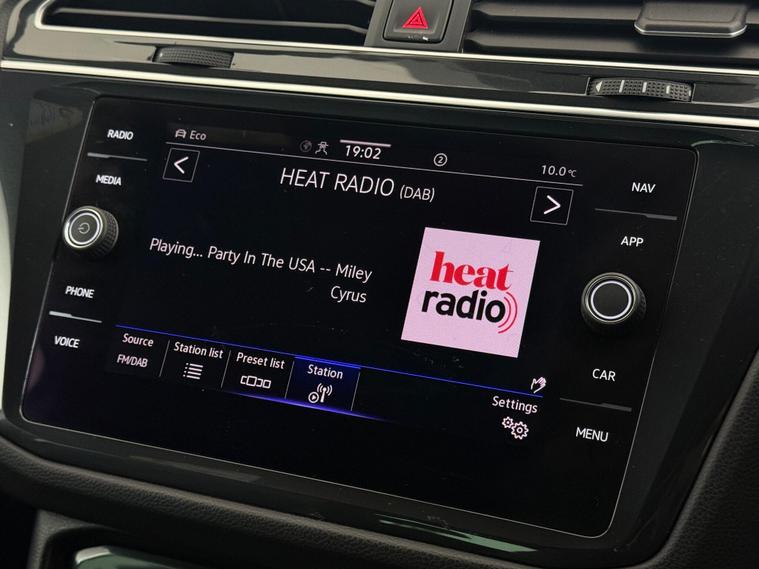 RADIO
MEDIA
PHONE
VOICE
Eco
19:02
2
10.0°C
HEAT RADIO (DAB)
Playing... Party In The USA -- Miley
Cyrus
heat
radio
Source
FM/DAB
Station list
Preset list
Station
Settings
NAV
APP
CAR
MENU